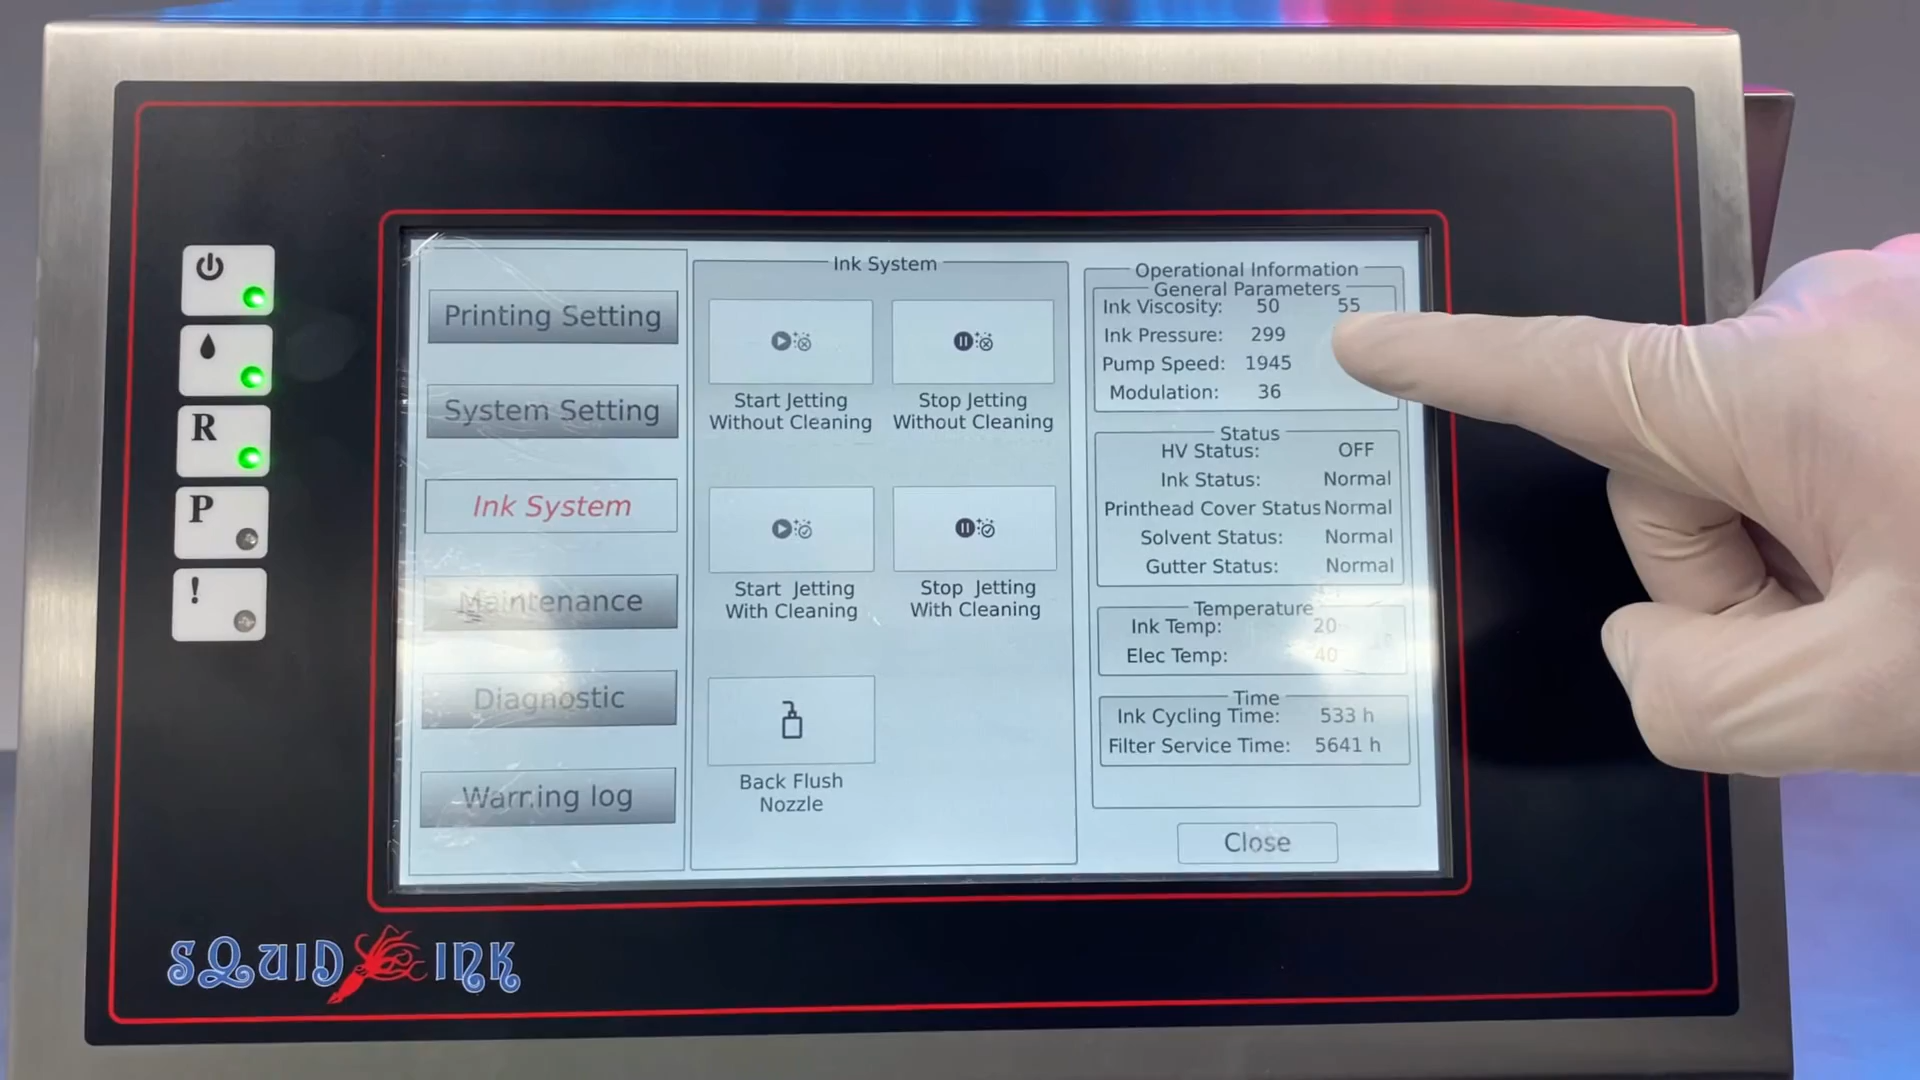 R
P
!
Printing Setting
System Setting
Ink System
Maintenance
Diagnostic
Warning log
Ink System
Start Jetting
Without Cleaning
Stop Jetting
Without Cleaning
Start Jetting
With Cleaning
Stop Jetting
With Cleaning
Back Flush
Nozzle
Operational Information
General Parameters
Ink Viscosity: 50 55
Ink Pressure: 299
Pump Speed: 1945
Modulation: 36
Status
HV Status: OFF
Ink Status: Normal
Printhead Cover Status Normal
Solvent Status: Normal
Gutter Status: Normal
Temperature
Ink Temp: 20
Elec Temp: 40
Time
Ink Cycling Time: 533 h
Filter Service Time: 5641 h
Close
SQUID INK